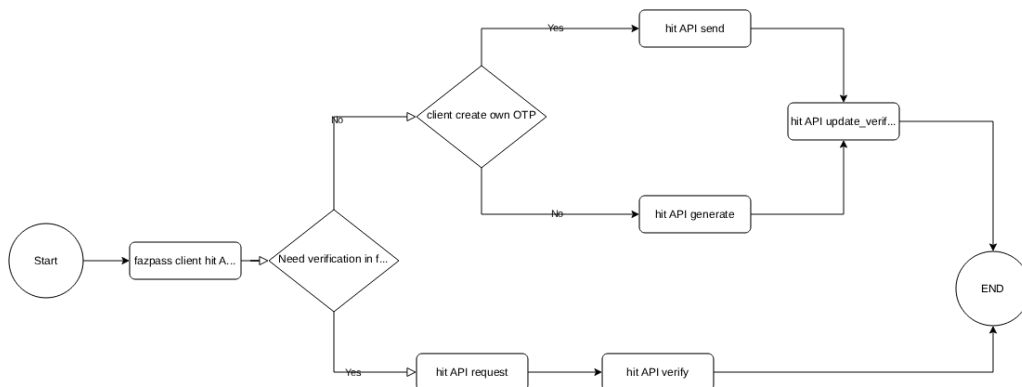 Yes
hit API send
client create own OTP
No
hit API update_verif...
No
hit API generate
Start
fazpass client hit A...
Need verification in f...
END
Yes
hit API request
hit API verify